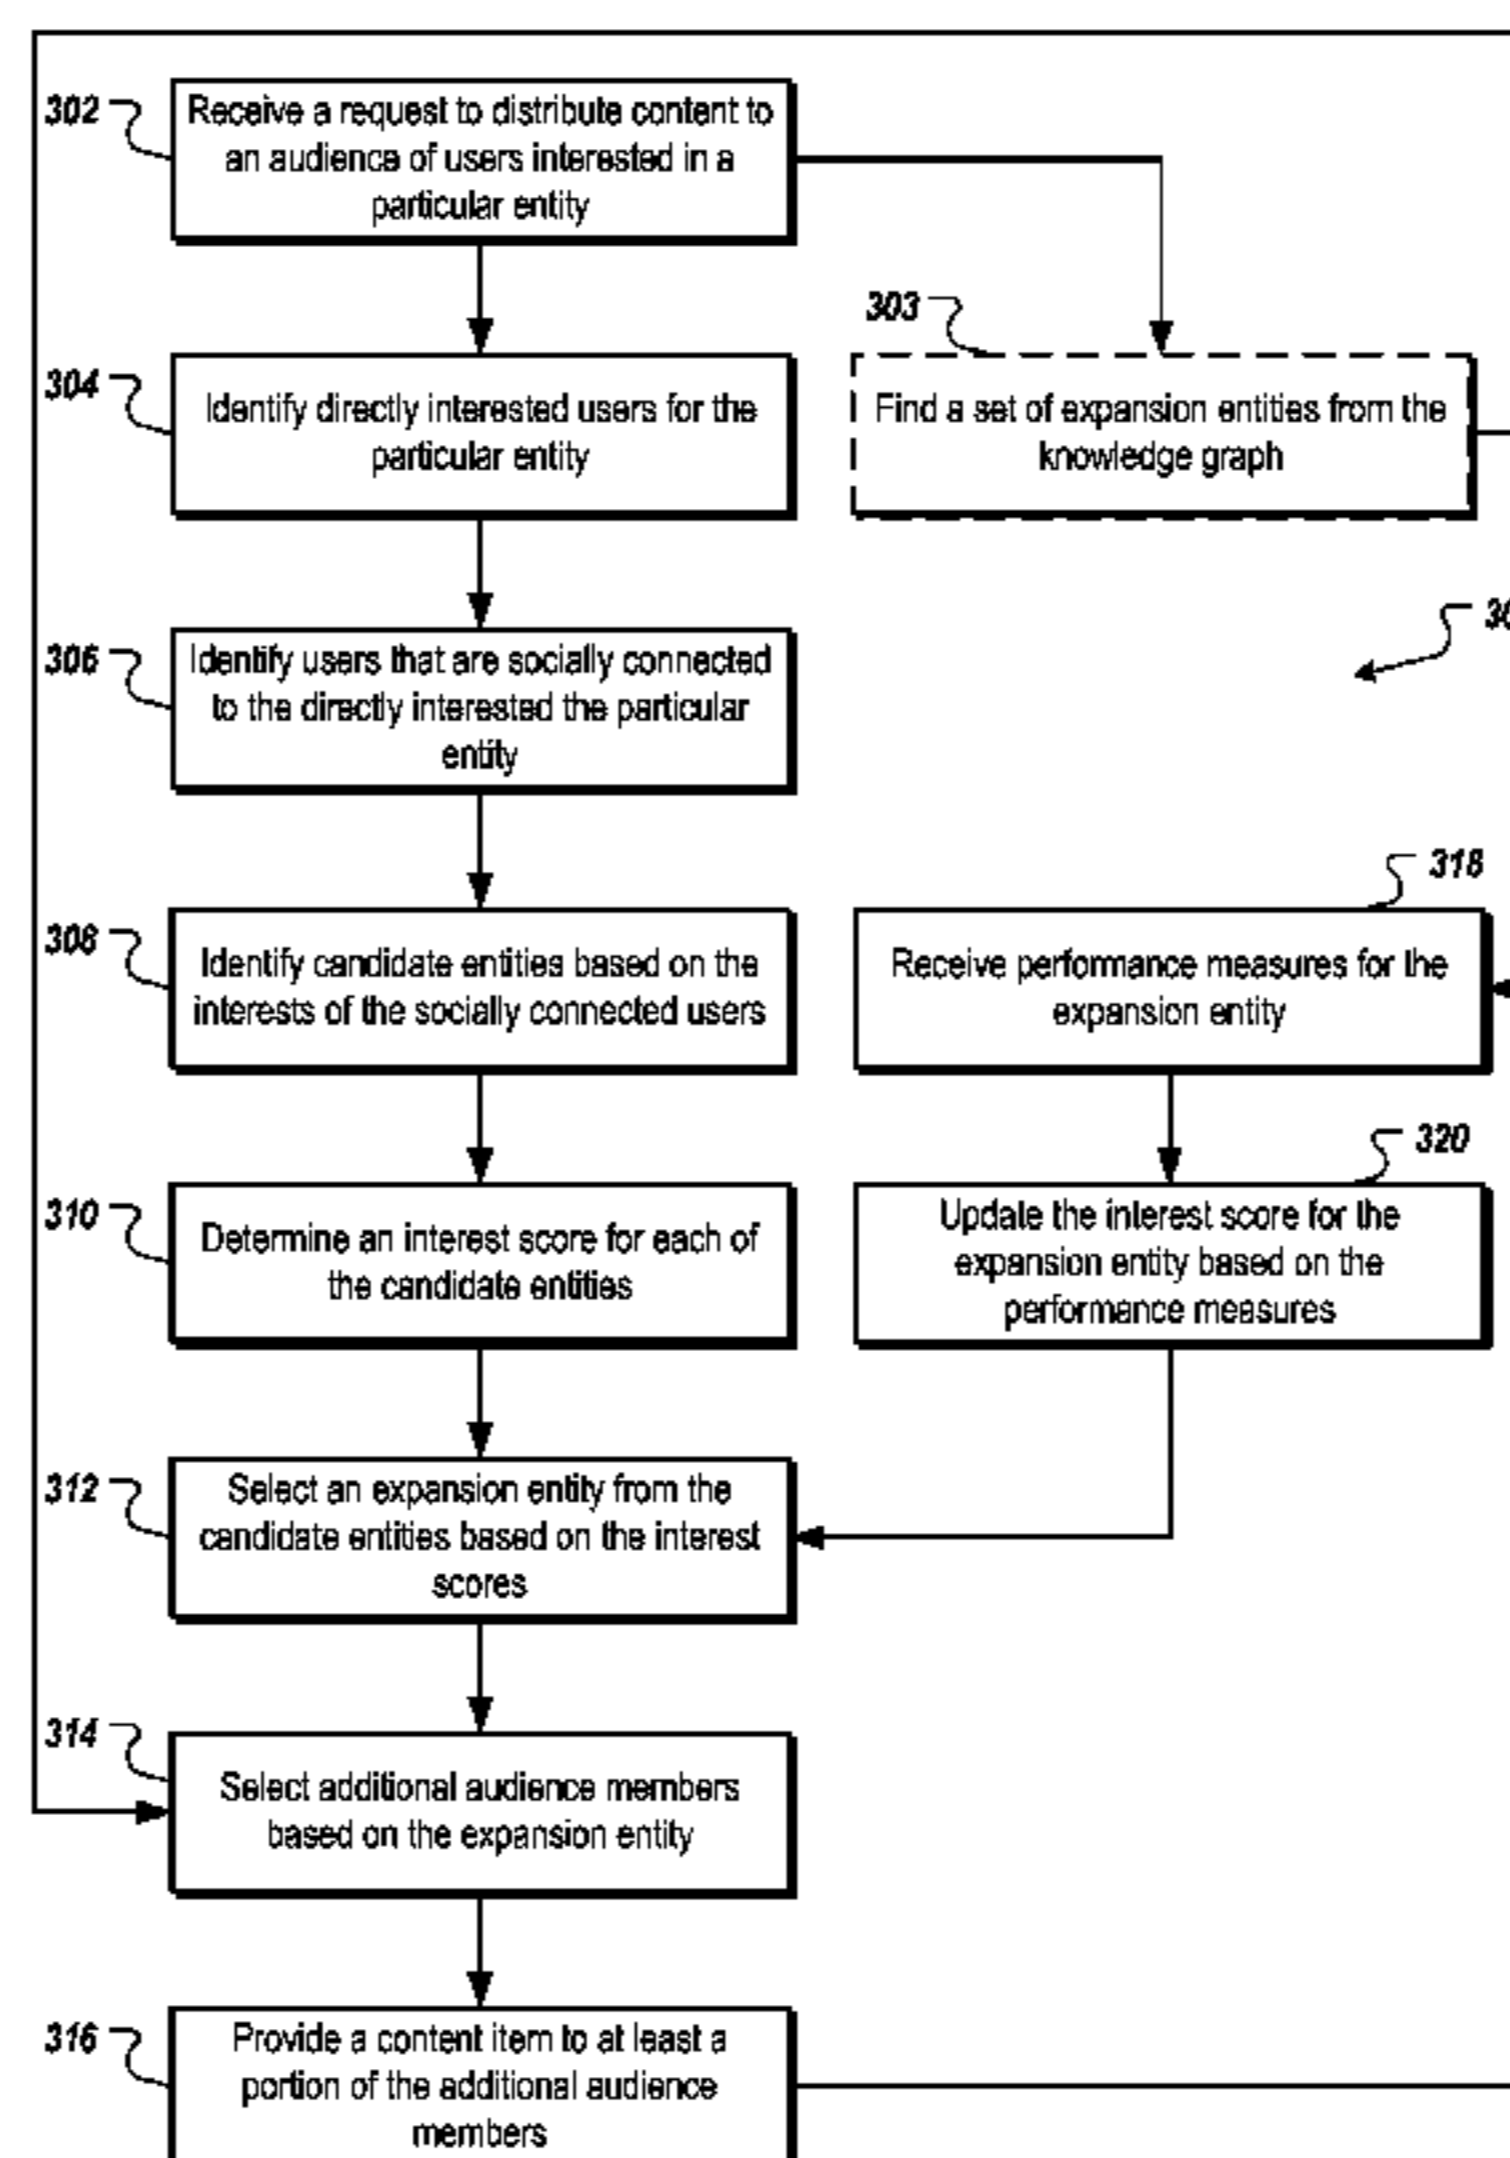 302
Receive a request to distribute content to
an audience of users interested in a
particular entity
303
304
Identify directly interested users for the
particular entity
Find a set of expansion entities from the
knowledge graph
306
Identify users that are socially connected
to the directly interested the particular
entity
318
308
Identify candidate entities based on the
interests of the socially connected users
Receive performance measures for the
expansion entity
320
310
Determine an interest score for each of
the candidate entities
Update the interest score for the
expansion entity based on the
performance measures
312
Select an expansion entity from the
candidate entities based on the interest
scores
314
Select additional audience members
based on the expansion entity
316
Provide a content item to at least a
portion of the additional audience
members